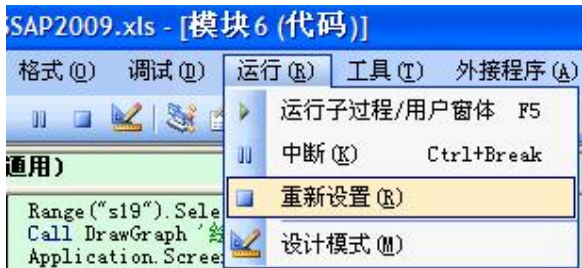 SSAP2009.xls - [模块6 (代码)]
格式(O) 调试(D) 运行(R) 工具(T) 外接程序(A)
运行子过程/用户窗体 F5
通用)
中断(K) Ctrl+Break
重新设置(R)
Range("s19").Sele
Call DrawGraph '
设计模式(M)
Application.Scree